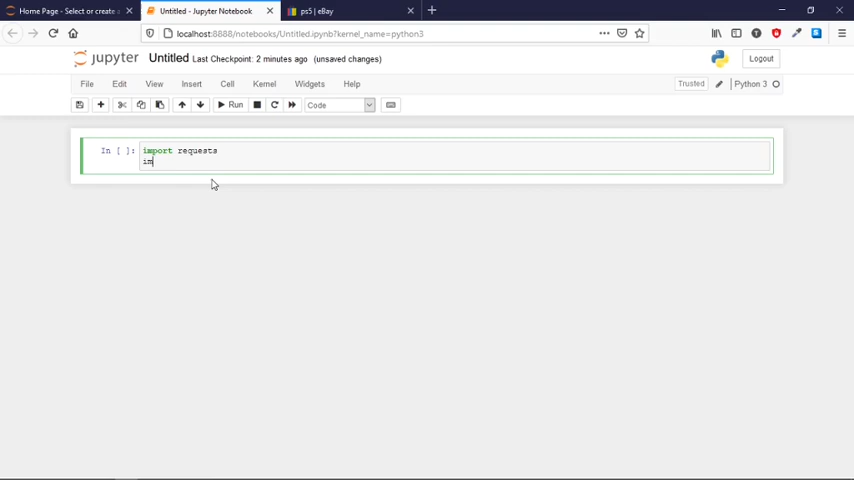 Home Page - Select or create a
Untitled - Jupyter Notebook
ps5 | eBay
localhost:8888/notebooks/Untitled.ipynb?kernel_name=python3
jupyter Untitled Last Checkpoint: 2 minutes ago (unsaved changes)
Logout
File Edit View Insert Cell Kernel Widgets Help
Trusted
Python 3
Run
Code
In [ ]: import requests
im